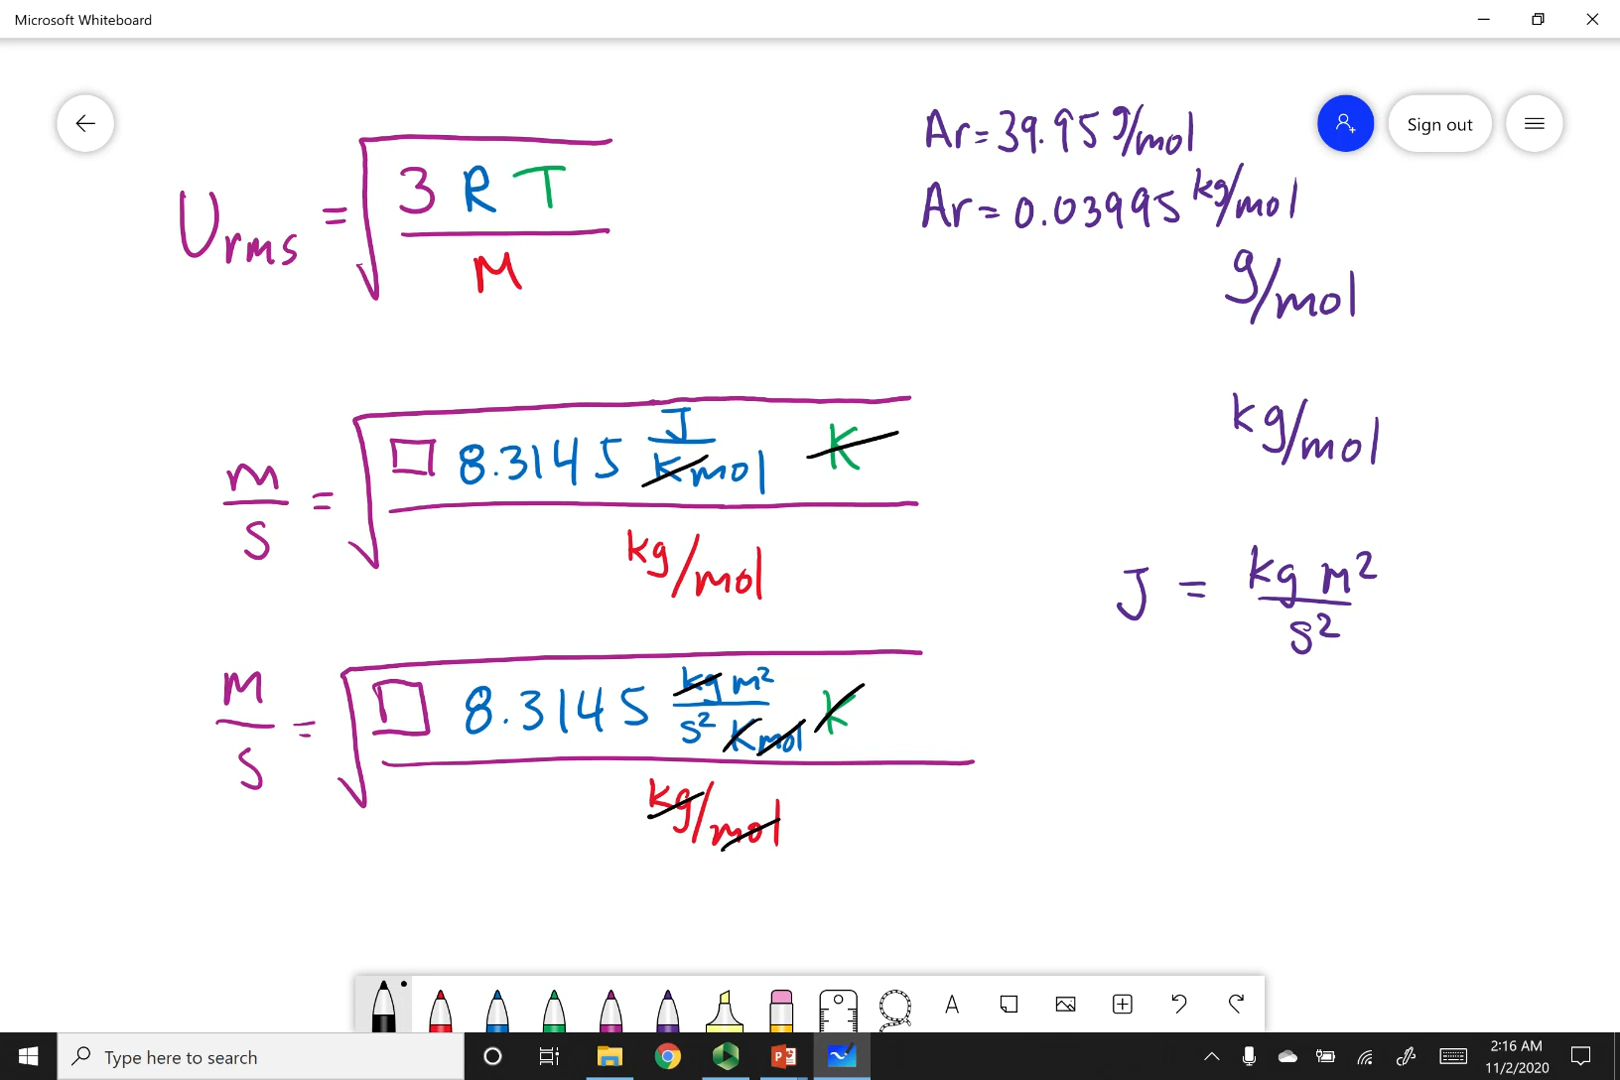 Microsoft Whiteboard
Sign out
Ar = 39.95 g/mol
Ar = 0.03995 kg/mol
g/mol
kg/mol
J = kg m² / s²
Urms = √ 3 R T / M
m/s = √ □ 8.3145 J / K mol K / kg/mol
m/s = √ □ 8.3145 kg m² / s² K mol K / kg/mol
A
Type here to search
2:16 AM
11/2/2020